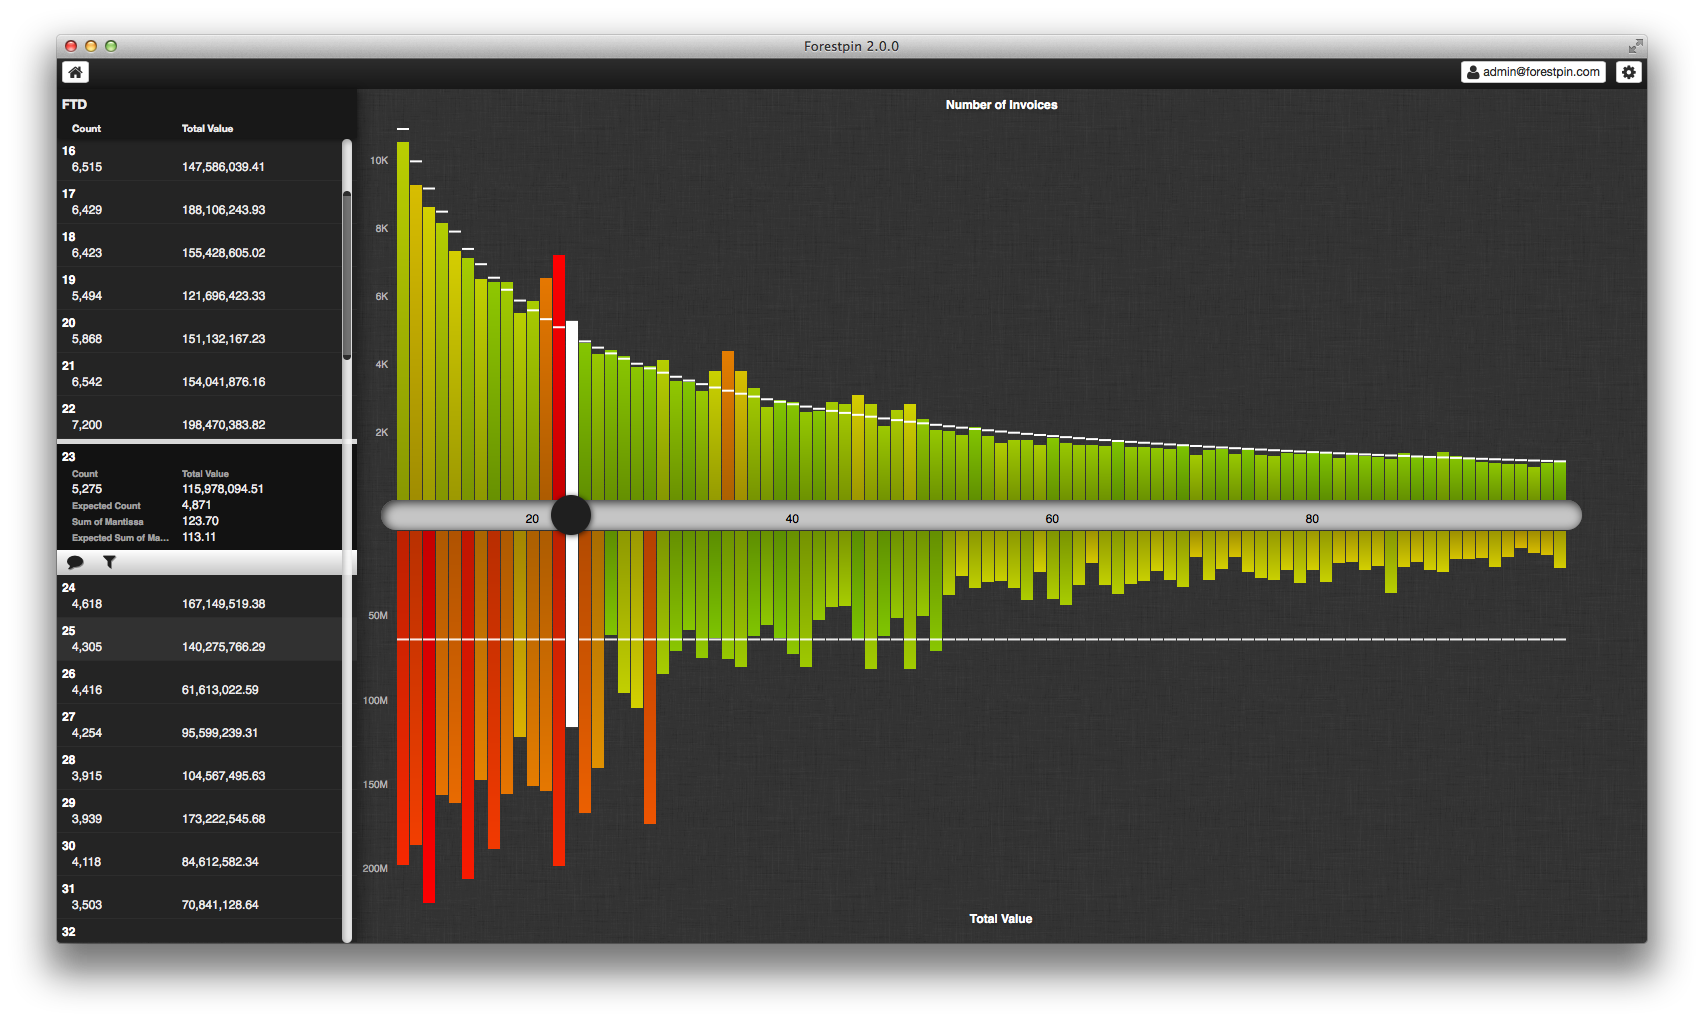 Forestpin 2.0.0
admin@forestpin.com
FTD
Count Total Value
16
6,515 147,586,039.41
17
6,429 188,106,243.93
18
6,423 155,428,605.02
19
5,494 121,696,423.33
20
5,868 151,132,167.23
21
6,542 154,041,876.16
22
7,200 198,470,383.82
23
Count Total Value
5,275 115,978,094.51
Expected Count 4,871
Sum of Mantissa 123.70
Expected Sum of Ma... 113.11
24
4,618 167,149,519.38
25
4,305 140,275,766.29
26
4,416 61,613,022.59
27
4,254 95,599,239.31
28
3,915 104,567,495.63
29
3,939 173,222,545.68
30
4,118 84,612,582.34
31
3,503 70,841,128.64
32
Number of Invoices
10K
8K
6K
4K
2K
20 40 60 80
50M
100M
150M
200M
Total Value